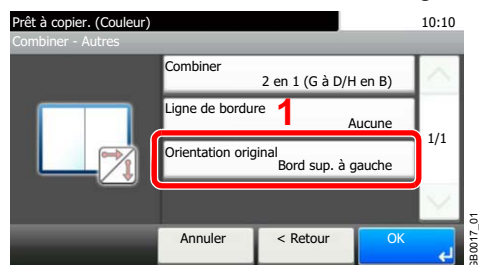 Prêt à copier. (Couleur) 10:10
Combiner - Autres
Combiner
2 en 1 (G à D/H en B)
Ligne de bordure 1
Aucune
1/1
Orientation original
Bord sup. à gauche
Annuler < Retour OK
GB0017_01